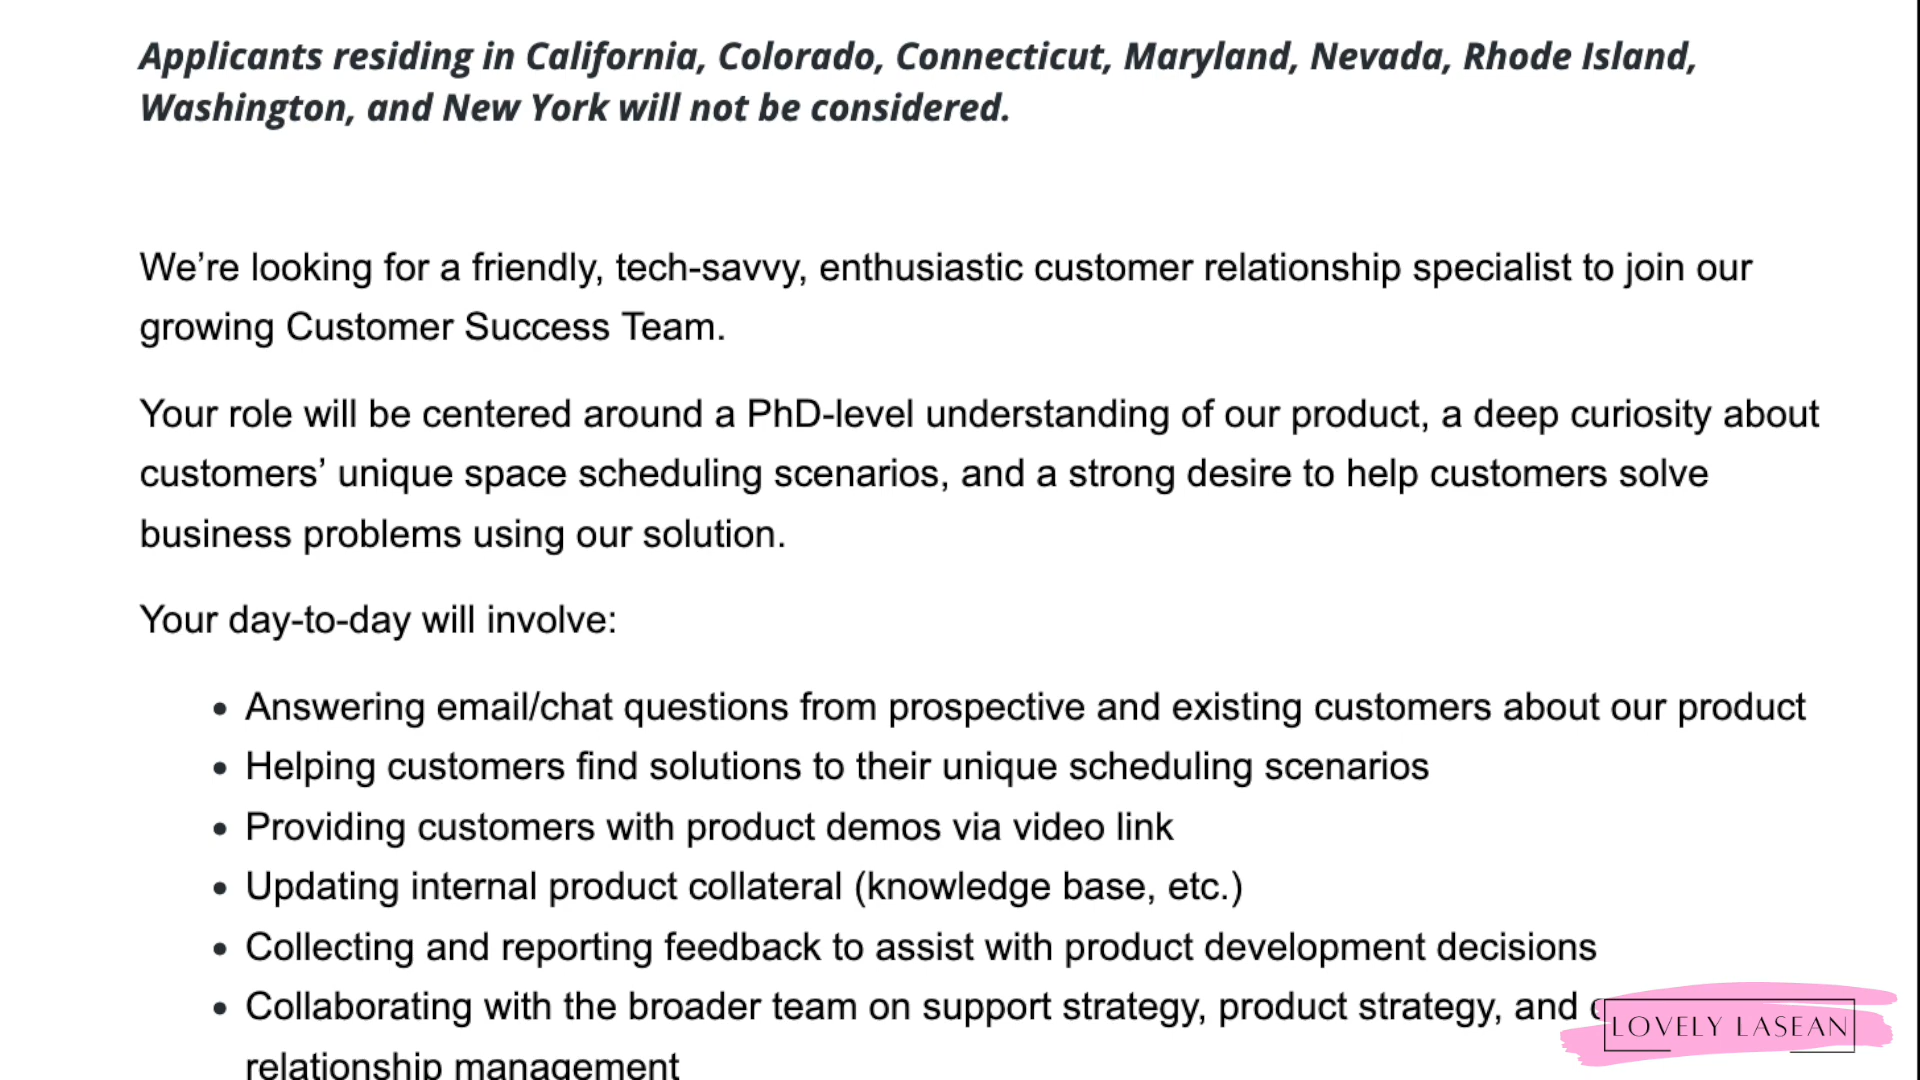 Applicants residing in California, Colorado, Connecticut, Maryland, Nevada, Rhode Island,
Washington, and New York will not be considered.
We’re looking for a friendly, tech-savvy, enthusiastic customer relationship specialist to join our
growing Customer Success Team.
Your role will be centered around a PhD-level understanding of our product, a deep curiosity about
customers’ unique space scheduling scenarios, and a strong desire to help customers solve
business problems using our solution.
Your day-to-day will involve:
• Answering email/chat questions from prospective and existing customers about our product
• Helping customers find solutions to their unique scheduling scenarios
• Providing customers with product demos via video link
• Updating internal product collateral (knowledge base, etc.)
• Collecting and reporting feedback to assist with product development decisions
• Collaborating with the broader team on support strategy, product strategy, and
relationship management
LOVELY LASEAN